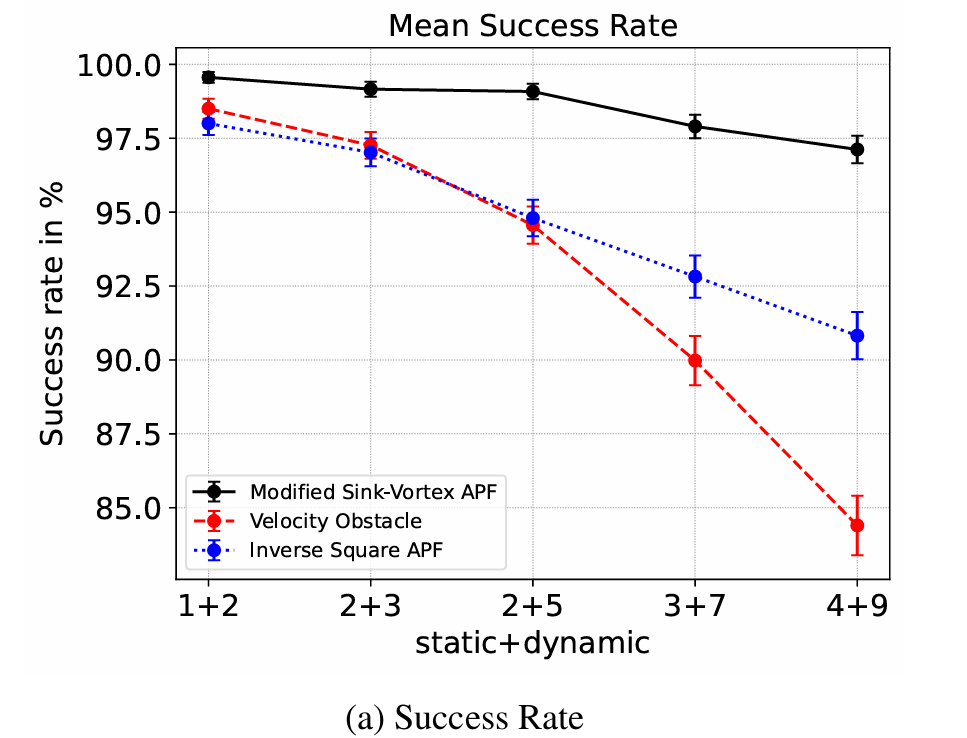 Mean Success Rate
100.0
97.5
95.0
92.5
90.0
87.5
85.0
Success rate in %
Modified Sink-Vortex APF
Velocity Obstacle
Inverse Square APF
1+2 2+3 2+5 3+7 4+9
static+dynamic
(a) Success Rate